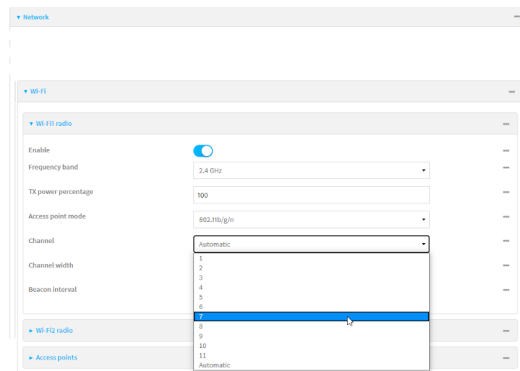 Network
Wi-Fi
Wi-Fi1 radio
Enable
Frequency band
2.4 GHz
TX power percentage
100
Access point mode
802.11b/g/n
Channel
Automatic
Channel width
Beacon interval
1
2
3
4
5
6
7
8
9
10
11
Automatic
Wi-Fi2 radio
Access points